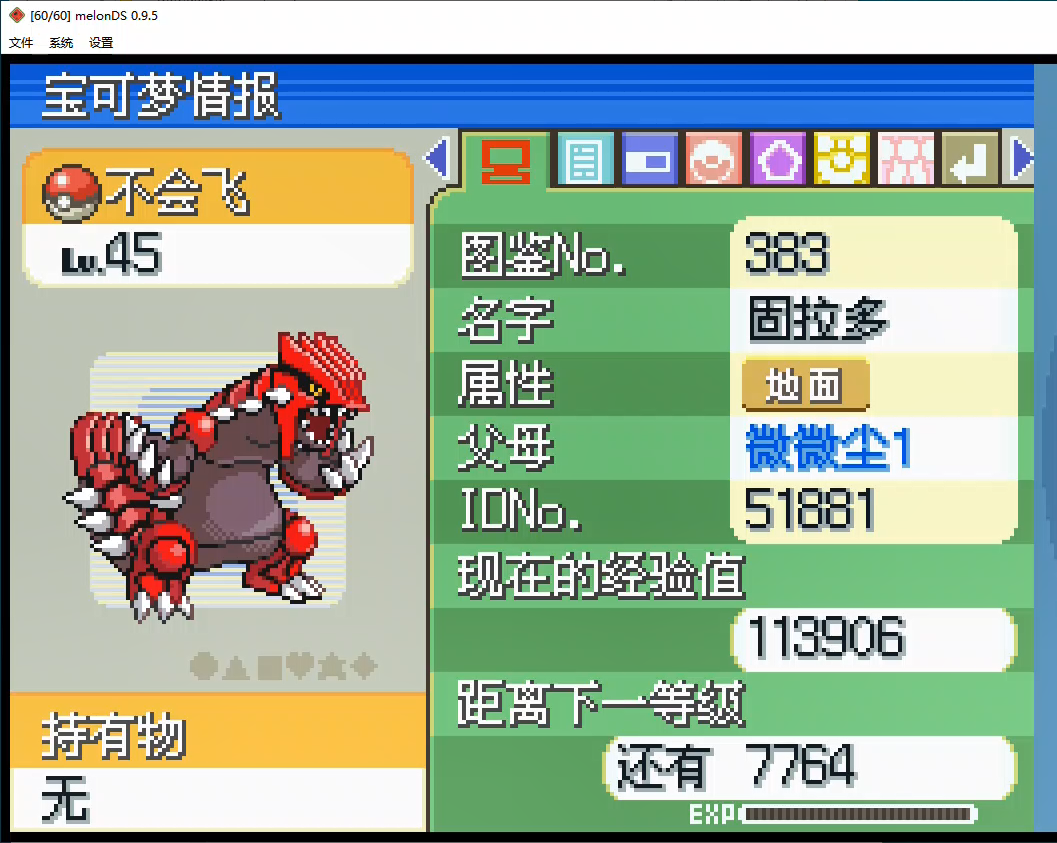 [60/60] melonDS 0.9.5
文件 系统 设置
宝可梦情报
不会飞
Lv.45
图鉴No. 383
名字 固拉多
属性 地面
父母 微微尘1
IDNo. 51881
现在的经验值
113906
距离下一等级
还有 7764
EXP
持有物
无